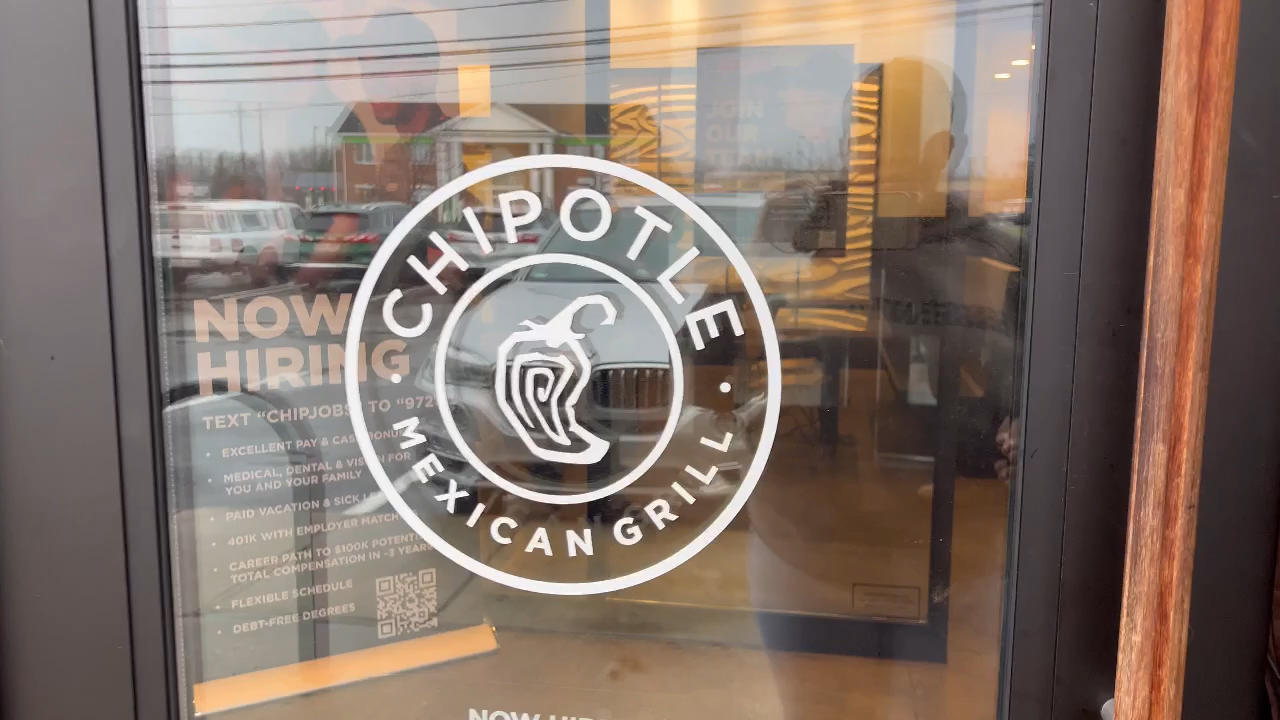 JOIN
OUR
CHIPOTLE
MEXICAN GRILL
NOW
HIRING
TEXT “CHIPJOBS” TO “972
• EXCELLENT PAY & CASH BONUS
• MEDICAL, DENTAL & VISION FOR
YOU AND YOUR FAMILY
• PAID VACATION & SICK
• 401K WITH EMPLOYER MATCH
• CAREER PATH TO $100K POTENTIAL
TOTAL COMPENSATION IN ~3 YEARS
• FLEXIBLE SCHEDULE
• DEBT-FREE DEGREES
NOW